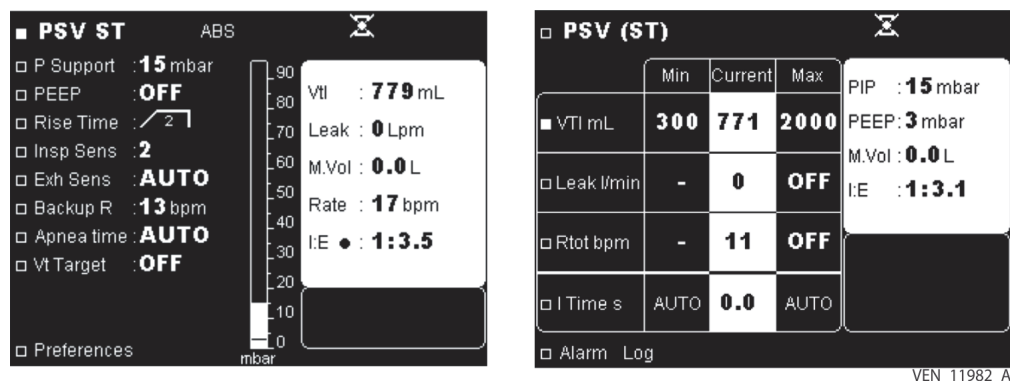 PSV ST ABS
P Support : 15 mbar
PEEP : OFF
Rise Time : 2
Insp Sens : 2
Exh Sens : AUTO
Backup R : 13 bpm
Apnea time : AUTO
Vt Target : OFF
Preferences
90
80
70
60
50
40
30
20
10
0
mbar
Vtl : 779 mL
Leak : 0 Lpm
M.Vol : 0.0 L
Rate : 17 bpm
I:E : 1:3.5
PSV (ST)
Min Current Max
VTI mL 300 771 2000
Leak l/min - 0 OFF
Rtot bpm - 11 OFF
I Time s AUTO 0.0 AUTO
Alarm Log
PIP : 15 mbar
PEEP : 3 mbar
M.Vol : 0.0 L
I:E : 1:3.1
VEN_11982_A